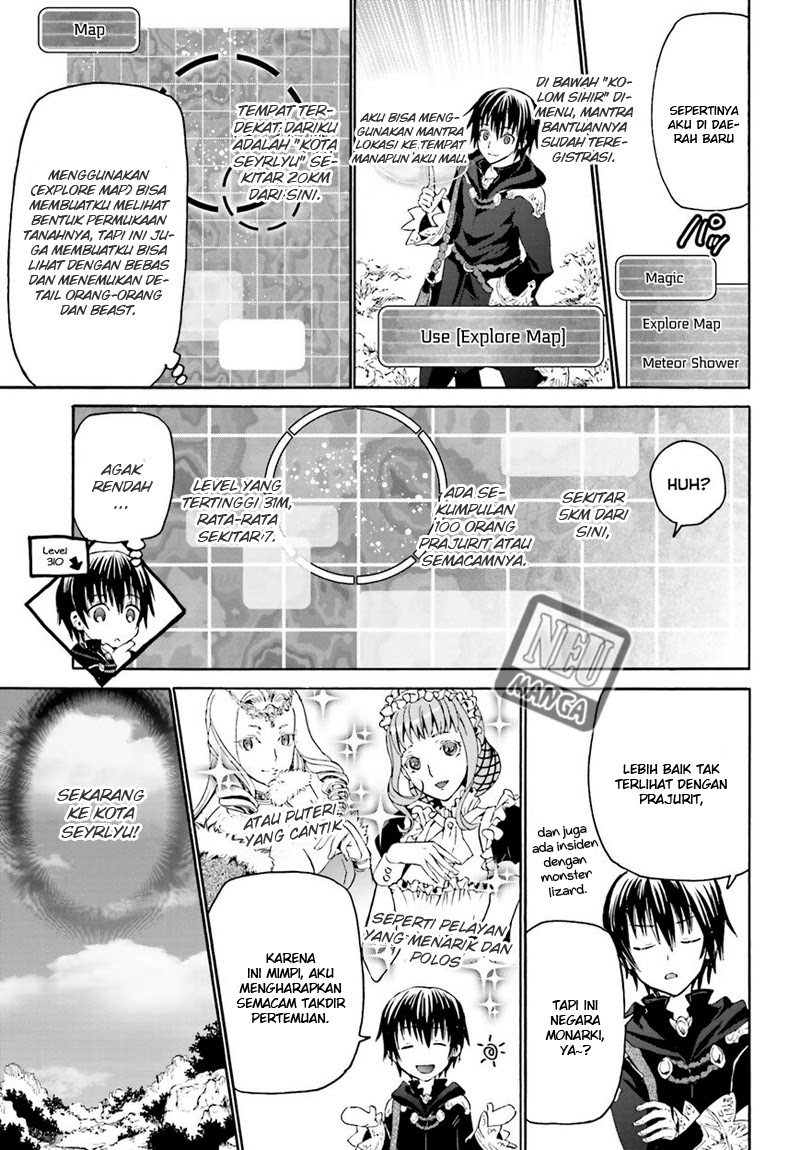 SEPERTINYA
AKU DI DAE-
RAH BARU
パッ
Magic
Explore Map
Meteor Shower
DI BAWAH "KO-
LOM SIHIR" DI-
MENU, MANTRA
BANTUANNYA
SUDAH TERE-
GISTRASI.
AKU BISA MENG-
GUNAKAN MANTRA
LOKASI KE TEMPAT
MANAPUN AKU MAU.
Use [Explore Map]
Map
TEMPAT TER-
DEKAT DARIKU
ADALAH "KOTA
SEYRLYU" SE-
KITAR 20KM
DARI SINI.
MENGGUNAKAN
(EXPLORE MAP) BISA
MEMBUATKU MELIHAT
BENTUK PERMUKAAN
TANAHNYA, TAPI INI JU-
GA MEMBUATKU BISA
LIHAT DENGAN BEBAS
DAN MENEMUKAN DE-
TAIL ORANG-ORANG
DAN BEAST.
HUH?
SEKITAR
5KM DARI
SINI,
ADA SE-
KUMPULAN
100 ORANG
PRAJURIT ATAU
SEMACAMNYA.
LEVEL YANG
TERTINGGI 31M,
RATA-RATA
SEKITAR 7.
AGAK
RENDAH
...
Level
310
NEU
MANGA
LEBIH BAIK TAK
TERLIHAT DENGAN
PRAJURIT,
dan juga
ada insiden
dengan
monster
lizard.
TAPI INI
NEGARA
MONARKI,
YA~?
ATAU PUTERI
YANG CANTIK
SEPERTI PELAYAN
YANG MENARIK DAN
POLOS
KARENA
INI MIMPI, AKU
MENGHARAPKAN
SEMACAM TAKDIR
PERTEMUAN.
SEKARANG
KE KOTA
SEYRLYU!